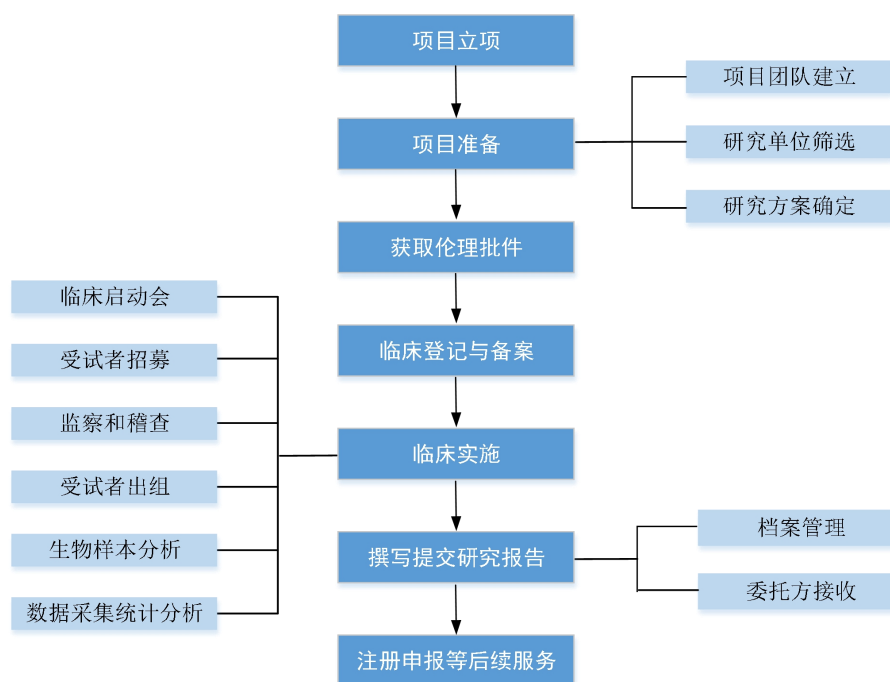 项目立项
项目准备
项目团队建立
研究单位筛选
研究方案确定
获取伦理批件
临床登记与备案
临床实施
临床启动会
受试者招募
监察和稽查
受试者出组
生物样本分析
数据采集统计分析
撰写提交研究报告
档案管理
委托方接收
注册申报等后续服务